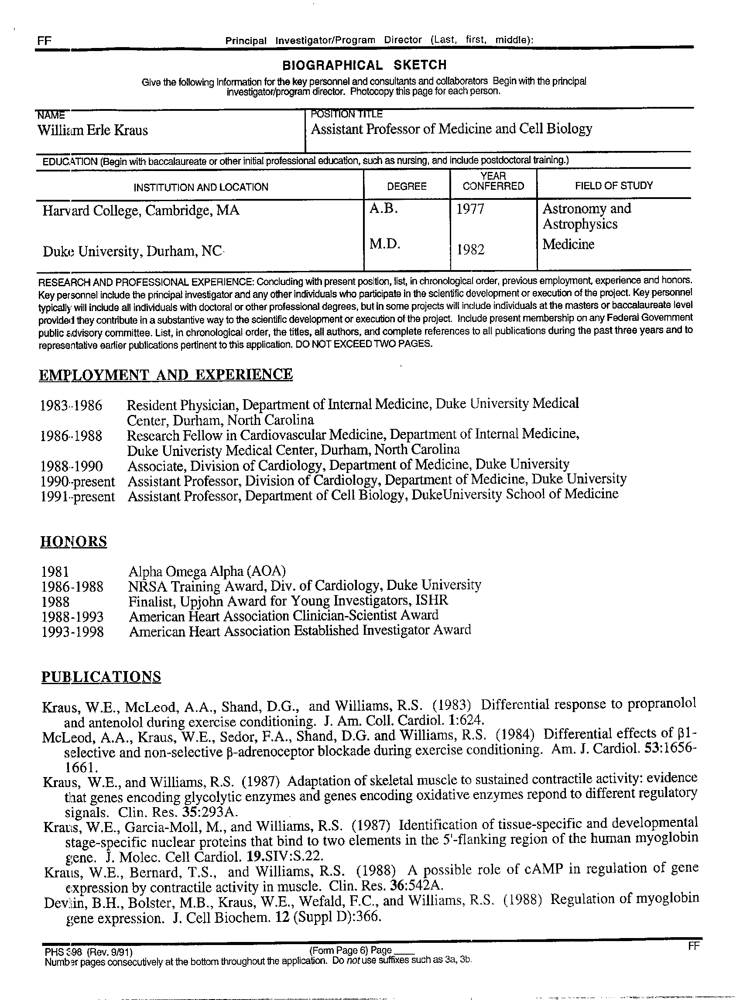 FF
Principal Investigator/Program Director (Last, first, middle):
BIOGRAPHICAL SKETCH
Give the following information for the key personnel and consultants and collaborators Begin with the principal
investigator/program director. Photocopy this page for each person.
NAME
POSITION TITLE
William Erle Kraus
Assistant Professor of Medicine and Cell Biology
EDUCATION (Begin with baccalaureate or other initial professional education, such as nursing, and include postdoctoral training.)
INSTITUTION AND LOCATION
DEGREE
YEAR
CONFERRED
FIELD OF STUDY
Harvard College, Cambridge, MA
A.B.
1977
Astronomy and
Astrophysics
Duke University, Durham, NC
M.D.
1982
Medicine
RESEARCH AND PROFESSIONAL EXPERIENCE: Concluding with present position, list, in chronological order, previous employment, experience and honors.
Key personnel include the principal investigator and any other individuals who participate in the scientific development or execution of the project. Key personnel
typically will include all individuals with doctoral or other professional degrees, but in some projects will include individuals at the masters or baccalaureate level
provided they contribute in a substantive way to the scientific development or execution of the project. Include present membership on any Federal Government
public advisory committee. List, in chronological order, the titles, all authors, and complete references to all publications during the past three years and to
representative earlier publications pertinent to this application. DO NOT EXCEED TWO PAGES.
EMPLOYMENT AND EXPERIENCE
1983-1986 Resident Physician, Department of Internal Medicine, Duke University Medical
Center, Durham, North Carolina
1986-1988 Research Fellow in Cardiovascular Medicine, Department of Internal Medicine,
Duke Univeristy Medical Center, Durham, North Carolina
1988-1990 Associate, Division of Cardiology, Department of Medicine, Duke University
1990-present Assistant Professor, Division of Cardiology, Department of Medicine, Duke University
1991-present Assistant Professor, Department of Cell Biology, DukeUniversity School of Medicine
HONORS
1981 Alpha Omega Alpha (AOA)
1986-1988 NRSA Training Award, Div. of Cardiology, Duke University
1988 Finalist, Upjohn Award for Young Investigators, ISHR
1988-1993 American Heart Association Clinician-Scientist Award
1993-1998 American Heart Association Established Investigator Award
PUBLICATIONS
Kraus, W.E., McLeod, A.A., Shand, D.G., and Williams, R.S. (1983) Differential response to propranolol
and antenolol during exercise conditioning. J. Am. Coll. Cardiol. 1:624.
McLeod, A.A., Kraus, W.E., Sedor, F.A., Shand, D.G. and Williams, R.S. (1984) Differential effects of β1-
selective and non-selective β-adrenoceptor blockade during exercise conditioning. Am. J. Cardiol. 53:1656-
1661.
Kraus, W.E., and Williams, R.S. (1987) Adaptation of skeletal muscle to sustained contractile activity: evidence
that genes encoding glycolytic enzymes and genes encoding oxidative enzymes repond to different regulatory
signals. Clin. Res. 35:293A.
Kraus, W.E., Garcia-Moll, M., and Williams, R.S. (1987) Identification of tissue-specific and developmental
stage-specific nuclear proteins that bind to two elements in the 5'-flanking region of the human myoglobin
gene. J. Molec. Cell Cardiol. 19.SIV:S.22.
Kraus, W.E., Bernard, T.S., and Williams, R.S. (1988) A possible role of cAMP in regulation of gene
expression by contractile activity in muscle. Clin. Res. 36:542A.
Devlin, B.H., Bolster, M.B., Kraus, W.E., Wefald, F.C., and Williams, R.S. (1988) Regulation of myoglobin
gene expression. J. Cell Biochem. 12 (Suppl D):366.
PHS 398 (Rev. 9/91)
(Form Page 6) Page ____
FF
Number pages consecutively at the bottom throughout the application. Do not use suffixes such as 3a, 3b.